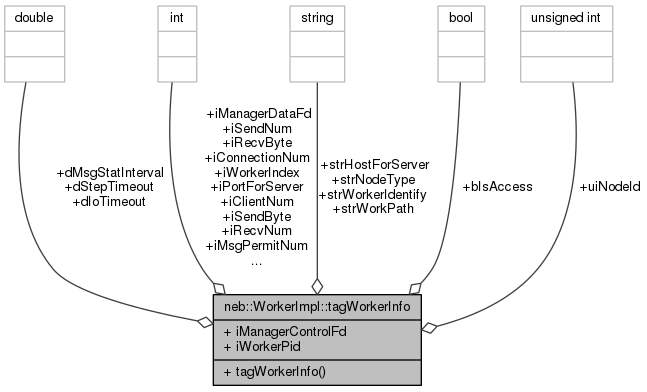 double
int
string
bool
unsigned int
+dMsgStatInterval
+dStepTimeout
+dIoTimeout
+iManagerDataFd
+iSendNum
+iRecvByte
+iConnectionNum
+iWorkerIndex
+iPortForServer
+iClientNum
+iSendByte
+iRecvNum
+iMsgPermitNum
...
+strHostForServer
+strNodeType
+strWorkerIdentify
+strWorkPath
+bIsAccess
+uiNodeId
neb::WorkerImpl::tagWorkerInfo
+ iManagerControlFd
+ iWorkerPid
+ tagWorkerInfo()